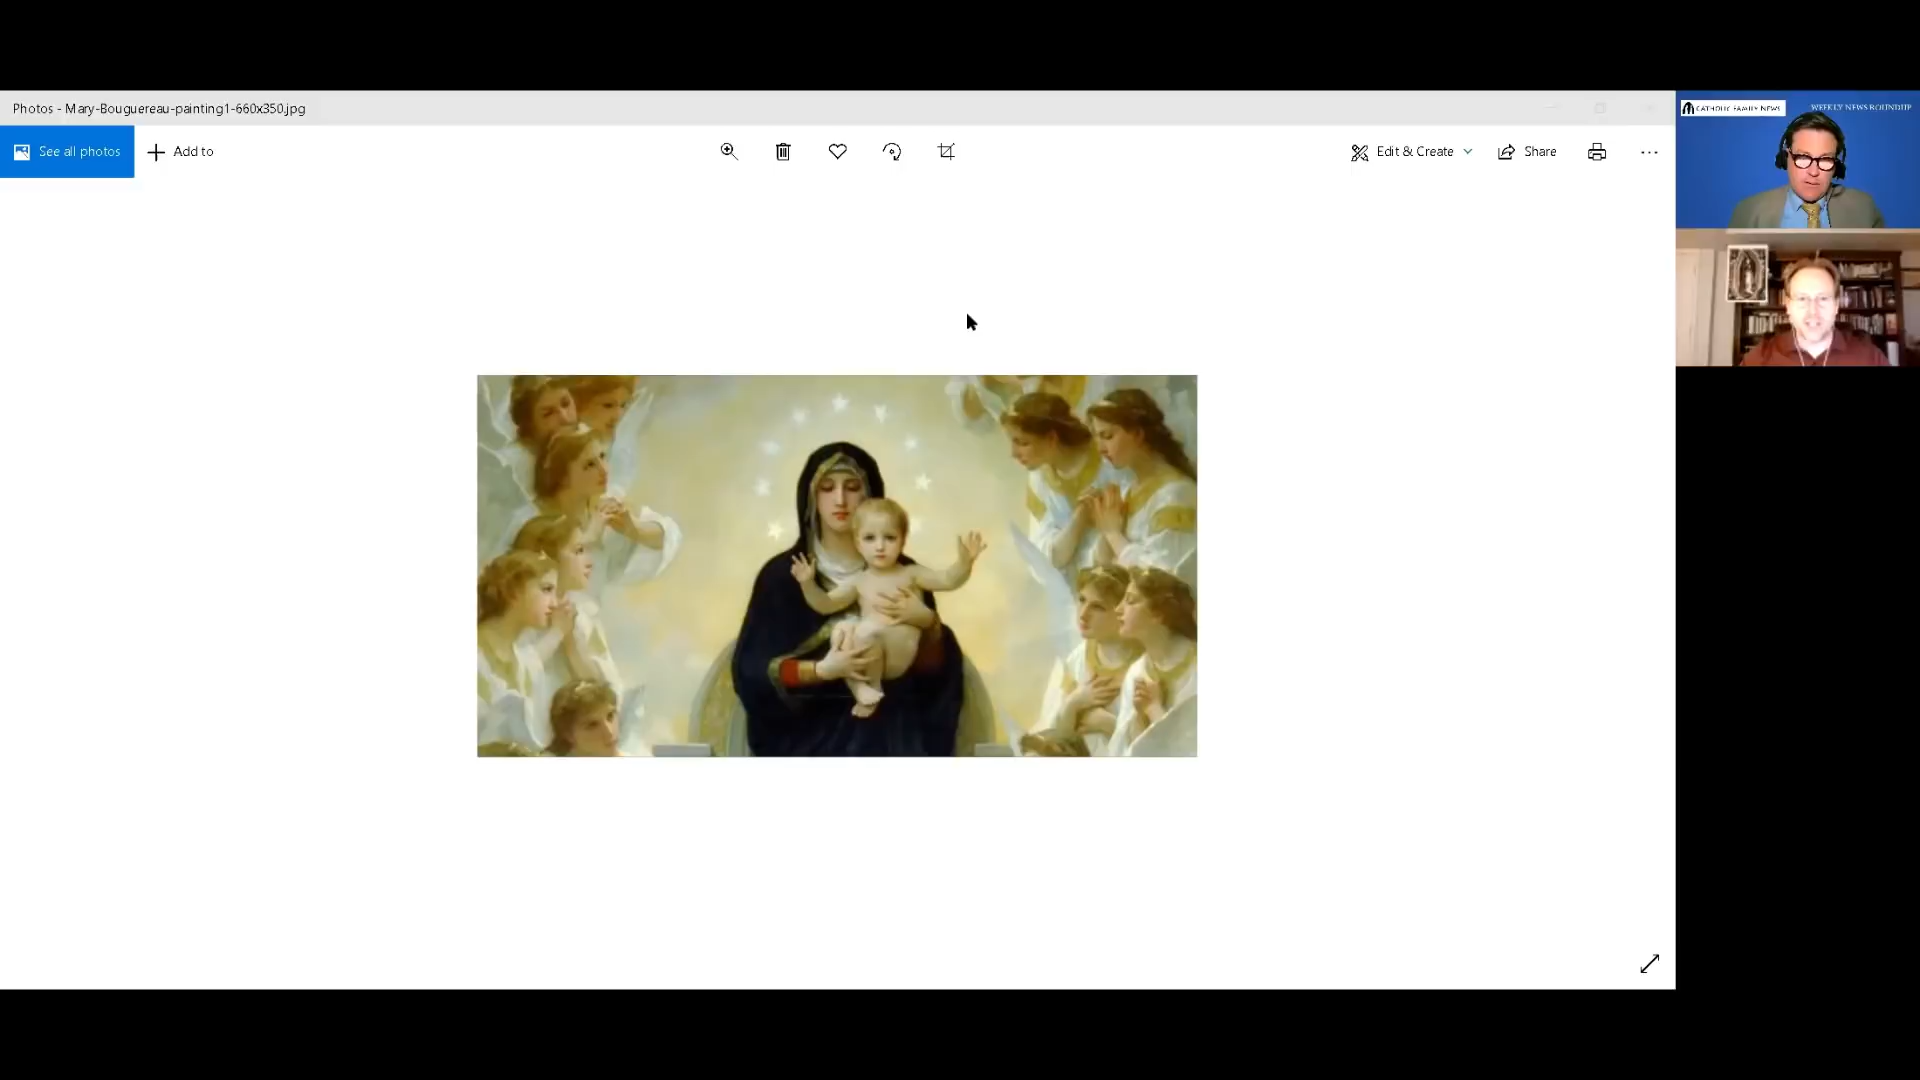 Photos - Mary-Bouguereau-painting1-660x350.jpg
See all photos
Add to
Edit & Create
Share
CATHOLIC FAMILY NEWS
WEEKLY NEWS ROUNDUP